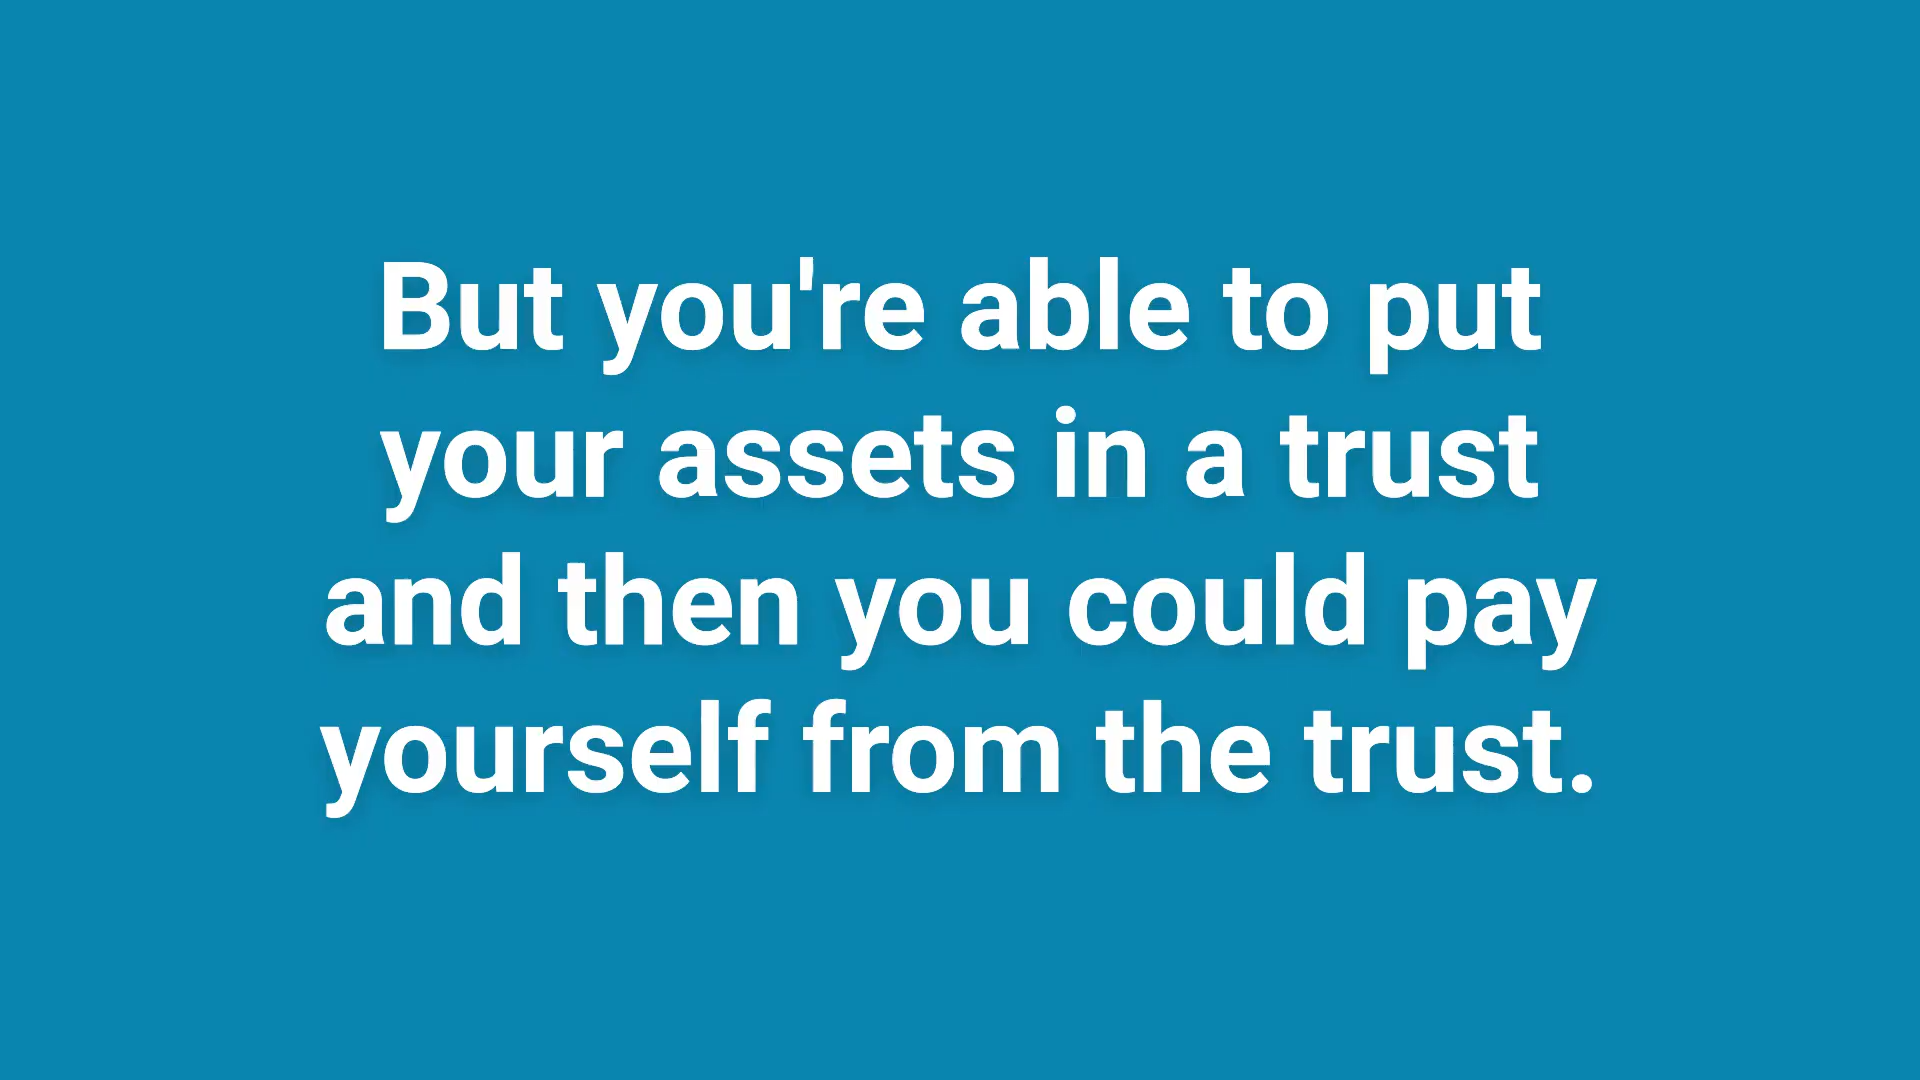 But you're able to put
your assets in a trust
and then you could pay
yourself from the trust.